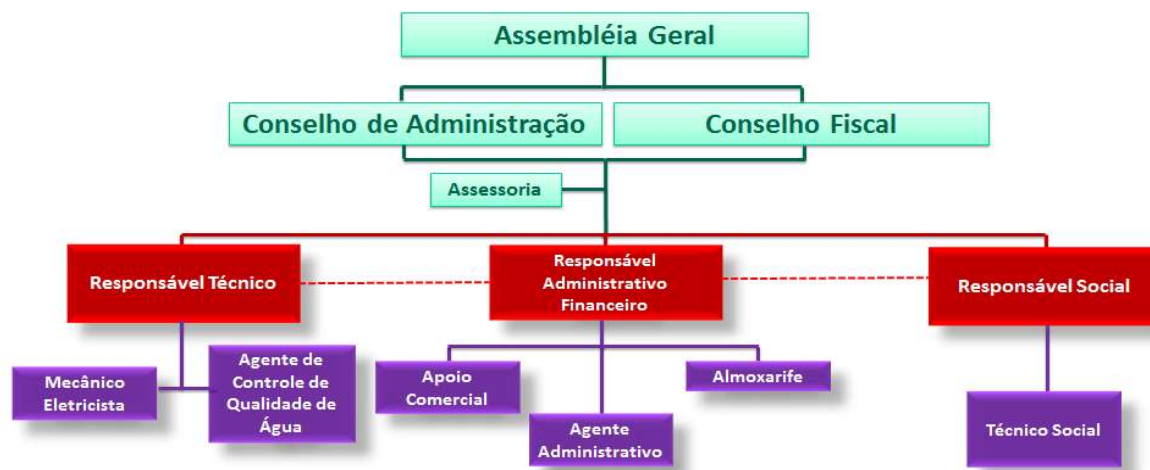 Assembléia Geral
Conselho de Administração
Conselho Fiscal
Assessoria
Responsável Técnico
Responsável
Administrativo
Financeiro
Responsável Social
Mecânico
Eletricista
Agente de
Controle de
Qualidade de
Água
Apoio
Comercial
Agente
Administrativo
Almoxarife
Técnico Social